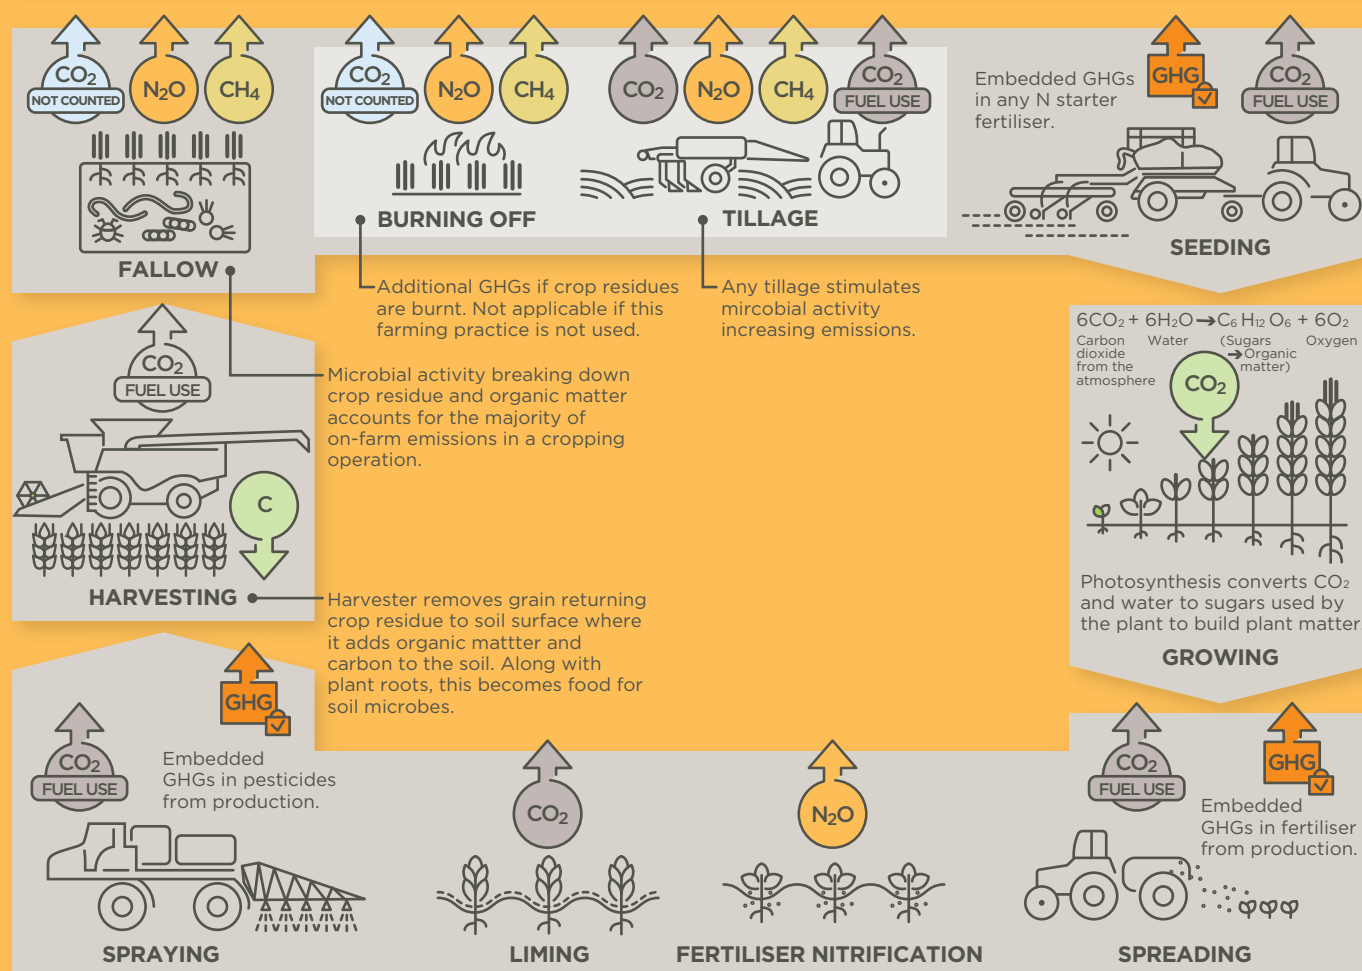 CO2
NOT COUNTED
N2O
CH4
FALLOW
CO2
NOT COUNTED
N2O
CH4
BURNING OFF
CO2
N2O
CH4
CO2
FUEL USE
TILLAGE
Embedded GHGs
in any N starter
fertiliser.
GHG
CO2
FUEL USE
SEEDING
Additional GHGs if crop residues
are burnt. Not applicable if this
farming practice is not used.
Any tillage stimulates
mircobial activity
increasing emissions.
Microbial activity breaking down
crop residue and organic matter
accounts for the majority of
on-farm emissions in a cropping
operation.
6CO2 + 6H2O ➔ C6 H12 O6 + 6O2
Carbon
dioxide
from the
atmosphere
Water
(Sugars
➔Organic
matter)
Oxygen
CO2
Photosynthesis converts CO2
and water to sugars used by
the plant to build plant matter
GROWING
CO2
FUEL USE
C
HARVESTING
Harvester removes grain returning
crop residue to soil surface where
it adds organic mattter and
carbon to the soil. Along with
plant roots, this becomes food for
soil microbes.
GHG
CO2
FUEL USE
Embedded
GHGs in pesticides
from production.
SPRAYING
CO2
LIMING
N2O
FERTILISER NITRIFICATION
CO2
FUEL USE
GHG
Embedded
GHGs in fertiliser
from production.
SPREADING